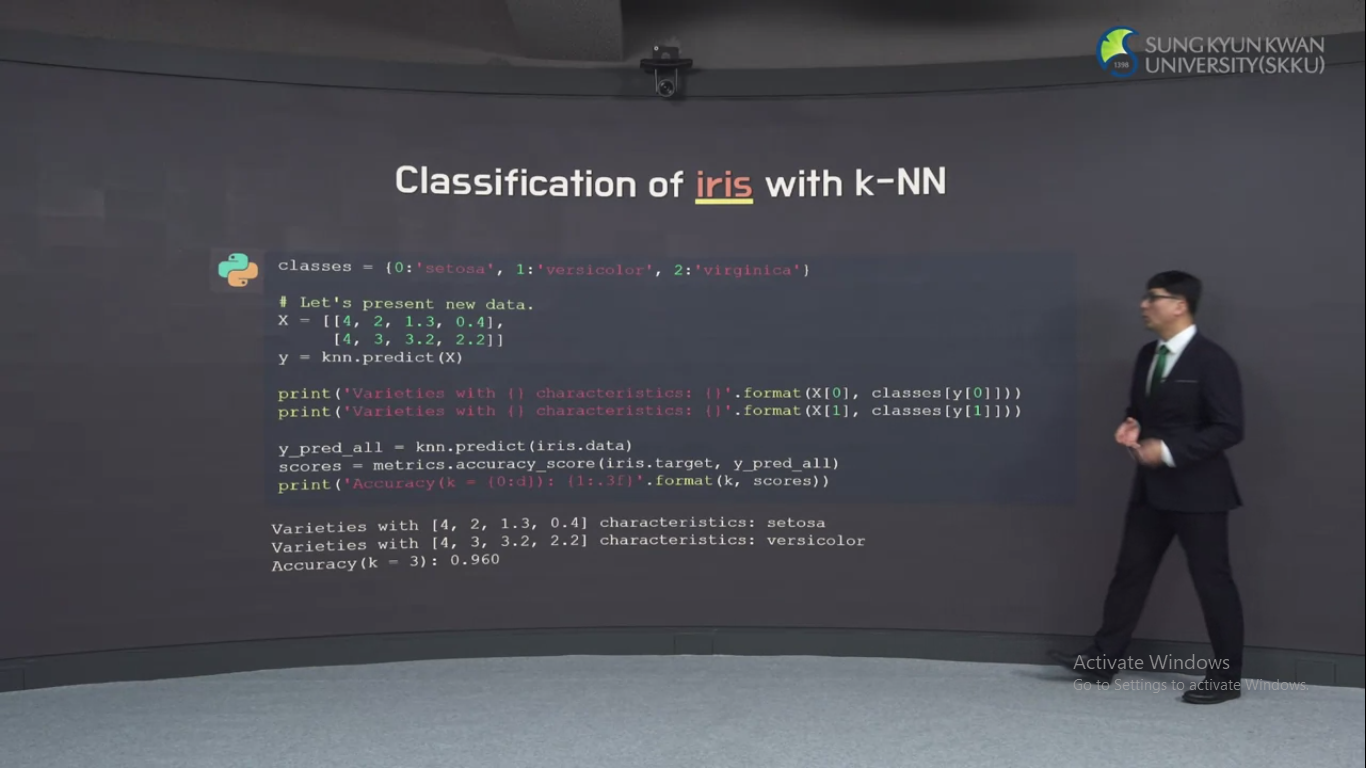 SUNGKYUNKWAN
UNIVERSITY(SKKU)
1398
Classification of iris with k-NN
classes = {0:'setosa', 1:'versicolor', 2:'virginica'}
# Let's present new data.
X = [[4, 2, 1.3, 0.4],
[4, 3, 3.2, 2.2]]
y = knn.predict(X)
print('Varieties with {} characteristics: {}'.format(X[0], classes[y[0]]))
print('Varieties with {} characteristics: {}'.format(X[1], classes[y[1]]))
y_pred_all = knn.predict(iris.data)
scores = metrics.accuracy_score(iris.target, y_pred_all)
print('Accuracy(k = {0:d}): {1:.3f}'.format(k, scores))
Varieties with [4, 2, 1.3, 0.4] characteristics: setosa
Varieties with [4, 3, 3.2, 2.2] characteristics: versicolor
Accuracy(k = 3): 0.960
Activate Windows
Go to Settings to activate Windows.